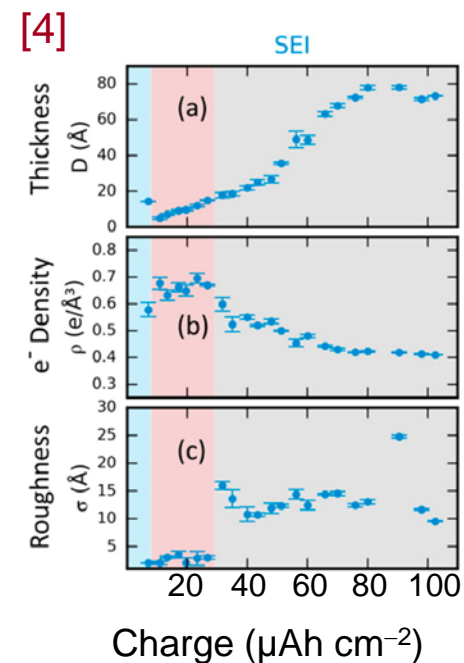 [4]
SEI
Thickness
D (Å)
80
60
40
20
0
(a)
e⁻ Density
ρ (e/Å³)
0.8
0.7
0.6
0.5
0.4
0.3
(b)
Roughness
σ (Å)
30
25
20
15
10
5
(c)
20 40 60 80 100
Charge (µAh cm⁻²)